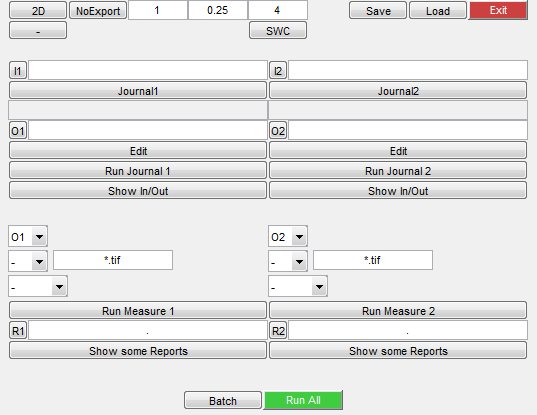 2D NoExport 1 0.25 4 Save Load Exit
- SWC
I1 I2
Journal1 Journal2
O1 O2
Edit Edit
Run Journal 1 Run Journal 2
Show In/Out Show In/Out
O1 O2
- *.tif - *.tif
- -
Run Measure 1 Run Measure 2
R1 . R2 .
Show some Reports Show some Reports
Batch Run All